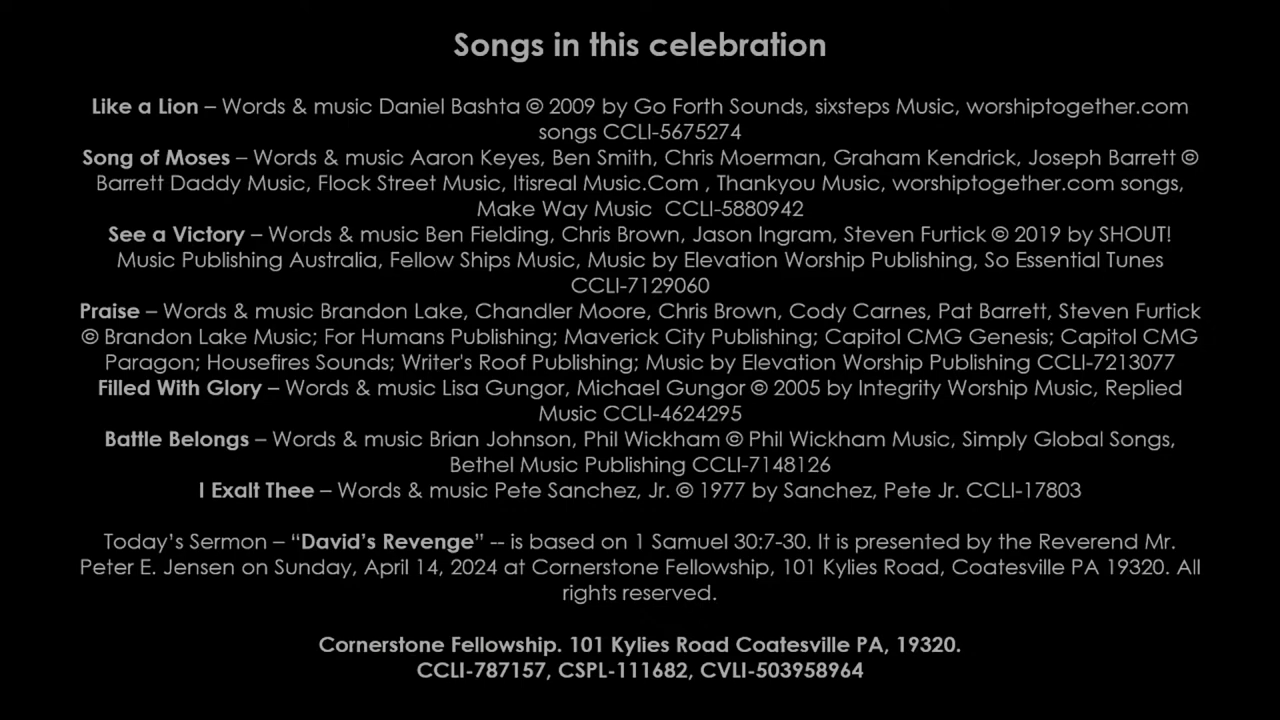 Songs in this celebration
Like a Lion – Words & music Daniel Bashta © 2009 by Go Forth Sounds, sixsteps Music, worshiptogether.com
songs CCLI-5675274
Song of Moses – Words & music Aaron Keyes, Ben Smith, Chris Moerman, Graham Kendrick, Joseph Barrett ©
Barrett Daddy Music, Flock Street Music, Itisreal Music.Com , Thankyou Music, worshiptogether.com songs,
Make Way Music  CCLI-5880942
See a Victory – Words & music Ben Fielding, Chris Brown, Jason Ingram, Steven Furtick © 2019 by SHOUT!
Music Publishing Australia, Fellow Ships Music, Music by Elevation Worship Publishing, So Essential Tunes
CCLI-7129060
Praise – Words & music Brandon Lake, Chandler Moore, Chris Brown, Cody Carnes, Pat Barrett, Steven Furtick
© Brandon Lake Music; For Humans Publishing; Maverick City Publishing; Capitol CMG Genesis; Capitol CMG
Paragon; Housefires Sounds; Writer's Roof Publishing; Music by Elevation Worship Publishing CCLI-7213077
Filled With Glory – Words & music Lisa Gungor, Michael Gungor © 2005 by Integrity Worship Music, Replied
Music CCLI-4624295
Battle Belongs – Words & music Brian Johnson, Phil Wickham © Phil Wickham Music, Simply Global Songs,
Bethel Music Publishing CCLI-7148126
I Exalt Thee – Words & music Pete Sanchez, Jr. © 1977 by Sanchez, Pete Jr. CCLI-17803
Today’s Sermon – “David’s Revenge” -- is based on 1 Samuel 30:7-30. It is presented by the Reverend Mr.
Peter E. Jensen on Sunday, April 14, 2024 at Cornerstone Fellowship, 101 Kylies Road, Coatesville PA 19320. All
rights reserved.
Cornerstone Fellowship. 101 Kylies Road Coatesville PA, 19320.
CCLI-787157, CSPL-111682, CVLI-503958964